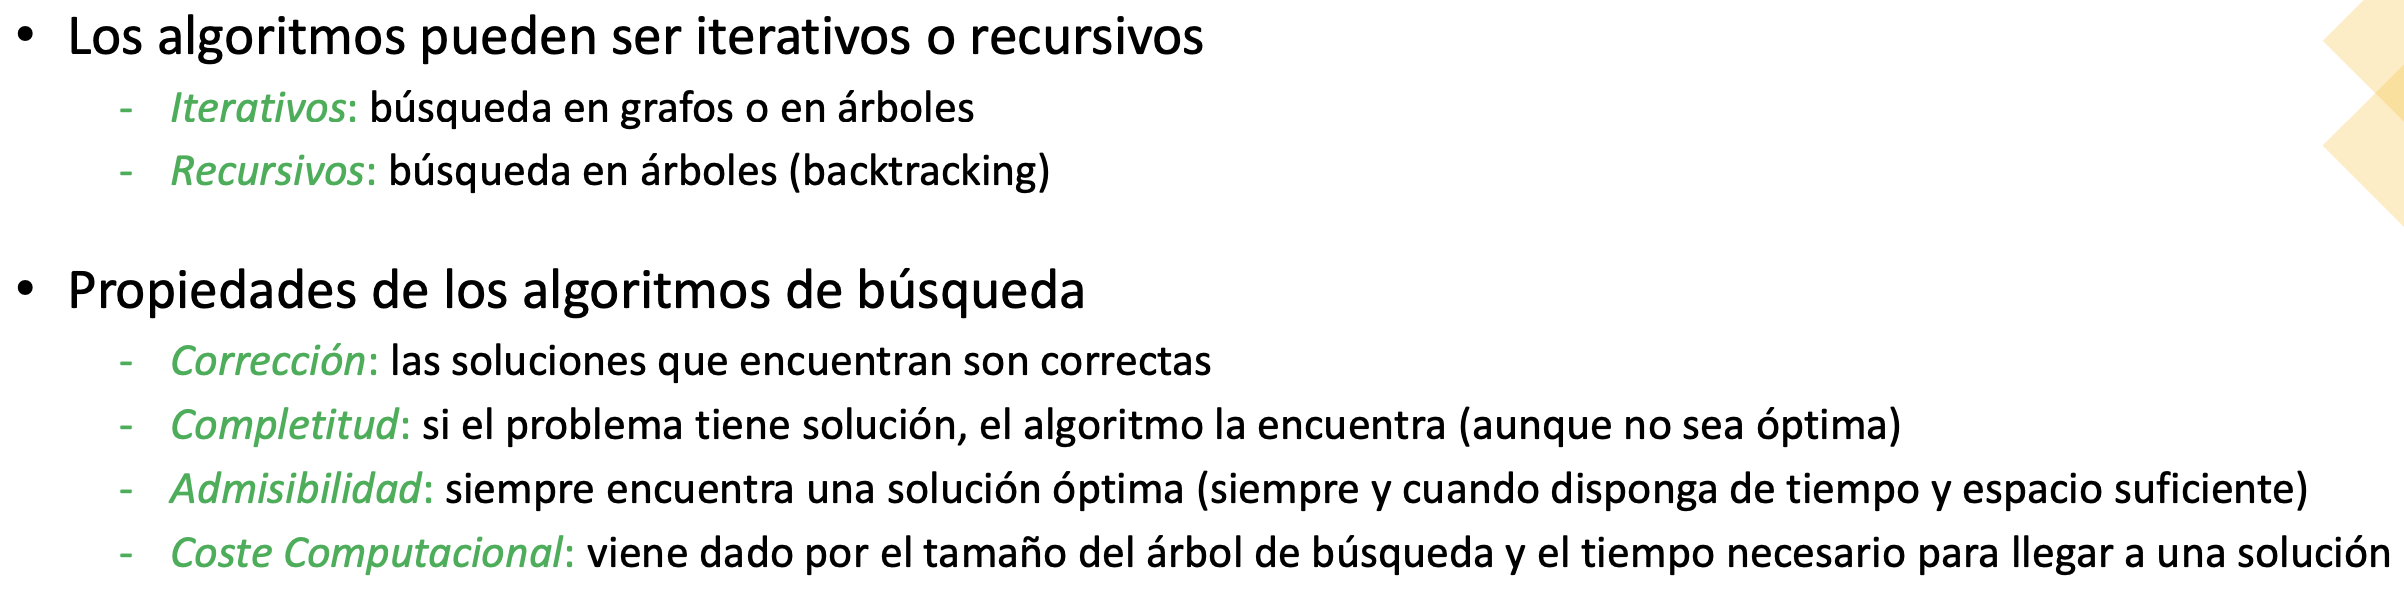 • Los algoritmos pueden ser iterativos o recursivos
- Iterativos: búsqueda en grafos o en árboles
- Recursivos: búsqueda en árboles (backtracking)
• Propiedades de los algoritmos de búsqueda
- Corrección: las soluciones que encuentran son correctas
- Completitud: si el problema tiene solución, el algoritmo la encuentra (aunque no sea óptima)
- Admisibilidad: siempre encuentra una solución óptima (siempre y cuando disponga de tiempo y espacio suficiente)
- Coste Computacional: viene dado por el tamaño del árbol de búsqueda y el tiempo necesario para llegar a una solución